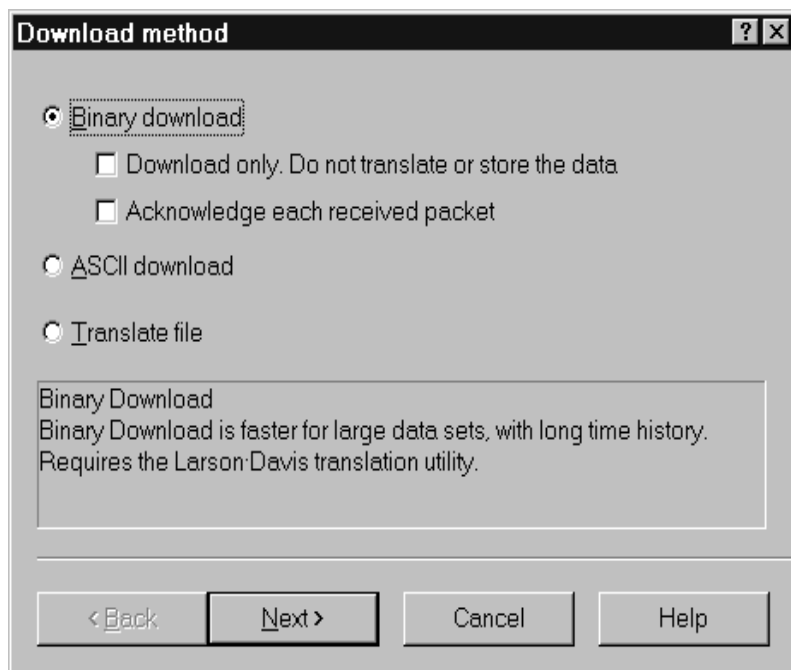 Download method
Binary download
Download only. Do not translate or store the data
Acknowledge each received packet
ASCII download
Translate file
Binary Download
Binary Download is faster for large data sets, with long time history.
Requires the Larson·Davis translation utility.
< Back Next > Cancel Help